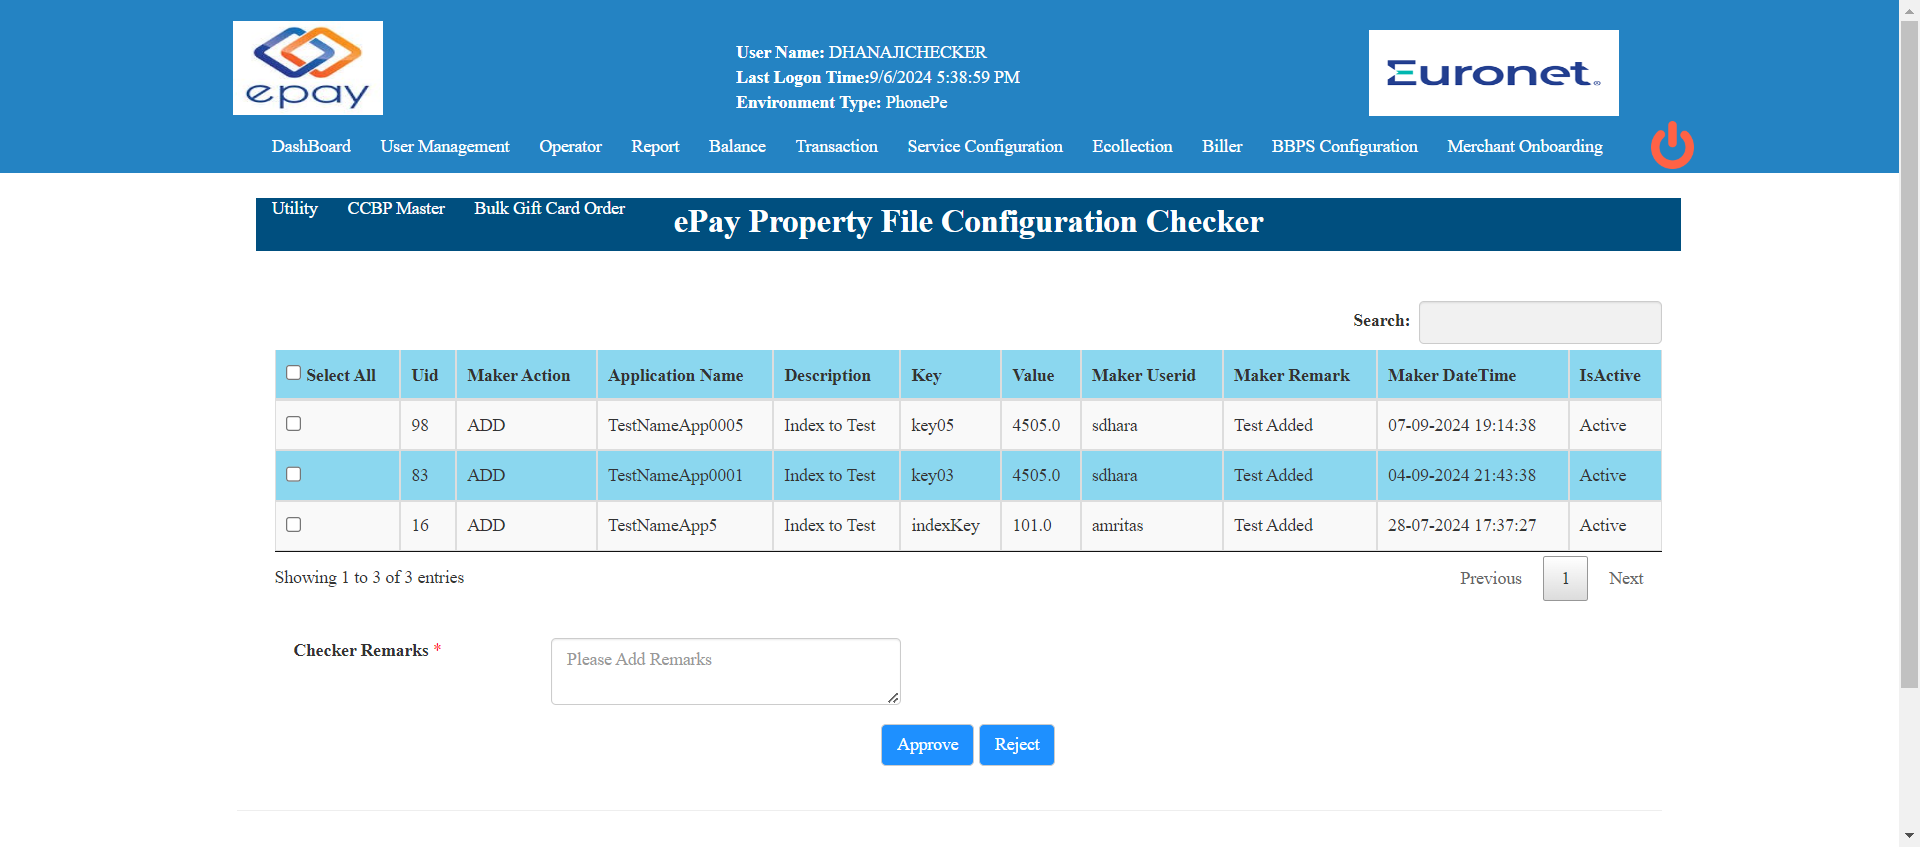 epay
User Name: DHANAJICHECKER
Last Logon Time:9/6/2024 5:38:59 PM
Environment Type: PhonePe
Euronet®
DashBoard User Management Operator Report Balance Transaction Service Configuration Ecollection Biller BBPS Configuration Merchant Onboarding
Utility CCBP Master Bulk Gift Card Order
ePay Property File Configuration Checker
Search:
Select All Uid Maker Action Application Name Description Key Value Maker Userid Maker Remark Maker DateTime IsActive
98 ADD TestNameApp0005 Index to Test key05 4505.0 sdhara Test Added 07-09-2024 19:14:38 Active
83 ADD TestNameApp0001 Index to Test key03 4505.0 sdhara Test Added 04-09-2024 21:43:38 Active
16 ADD TestNameApp5 Index to Test indexKey 101.0 amritas Test Added 28-07-2024 17:37:27 Active
Showing 1 to 3 of 3 entries
Previous 1 Next
Checker Remarks *
Please Add Remarks
Approve Reject